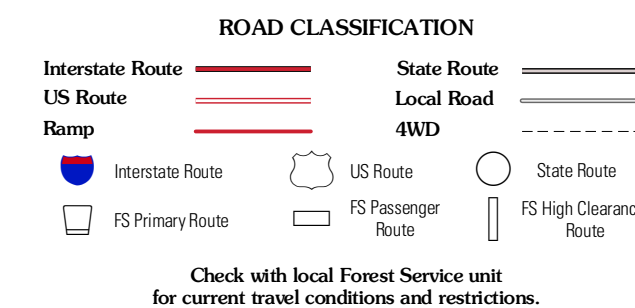 ROAD CLASSIFICATION
Interstate Route
State Route
US Route
Local Road
Ramp
4WD
Interstate Route
US Route
State Route
FS Primary Route
FS Passenger
Route
FS High Clearanc
Route
Check with local Forest Service unit
for current travel conditions and restrictions.